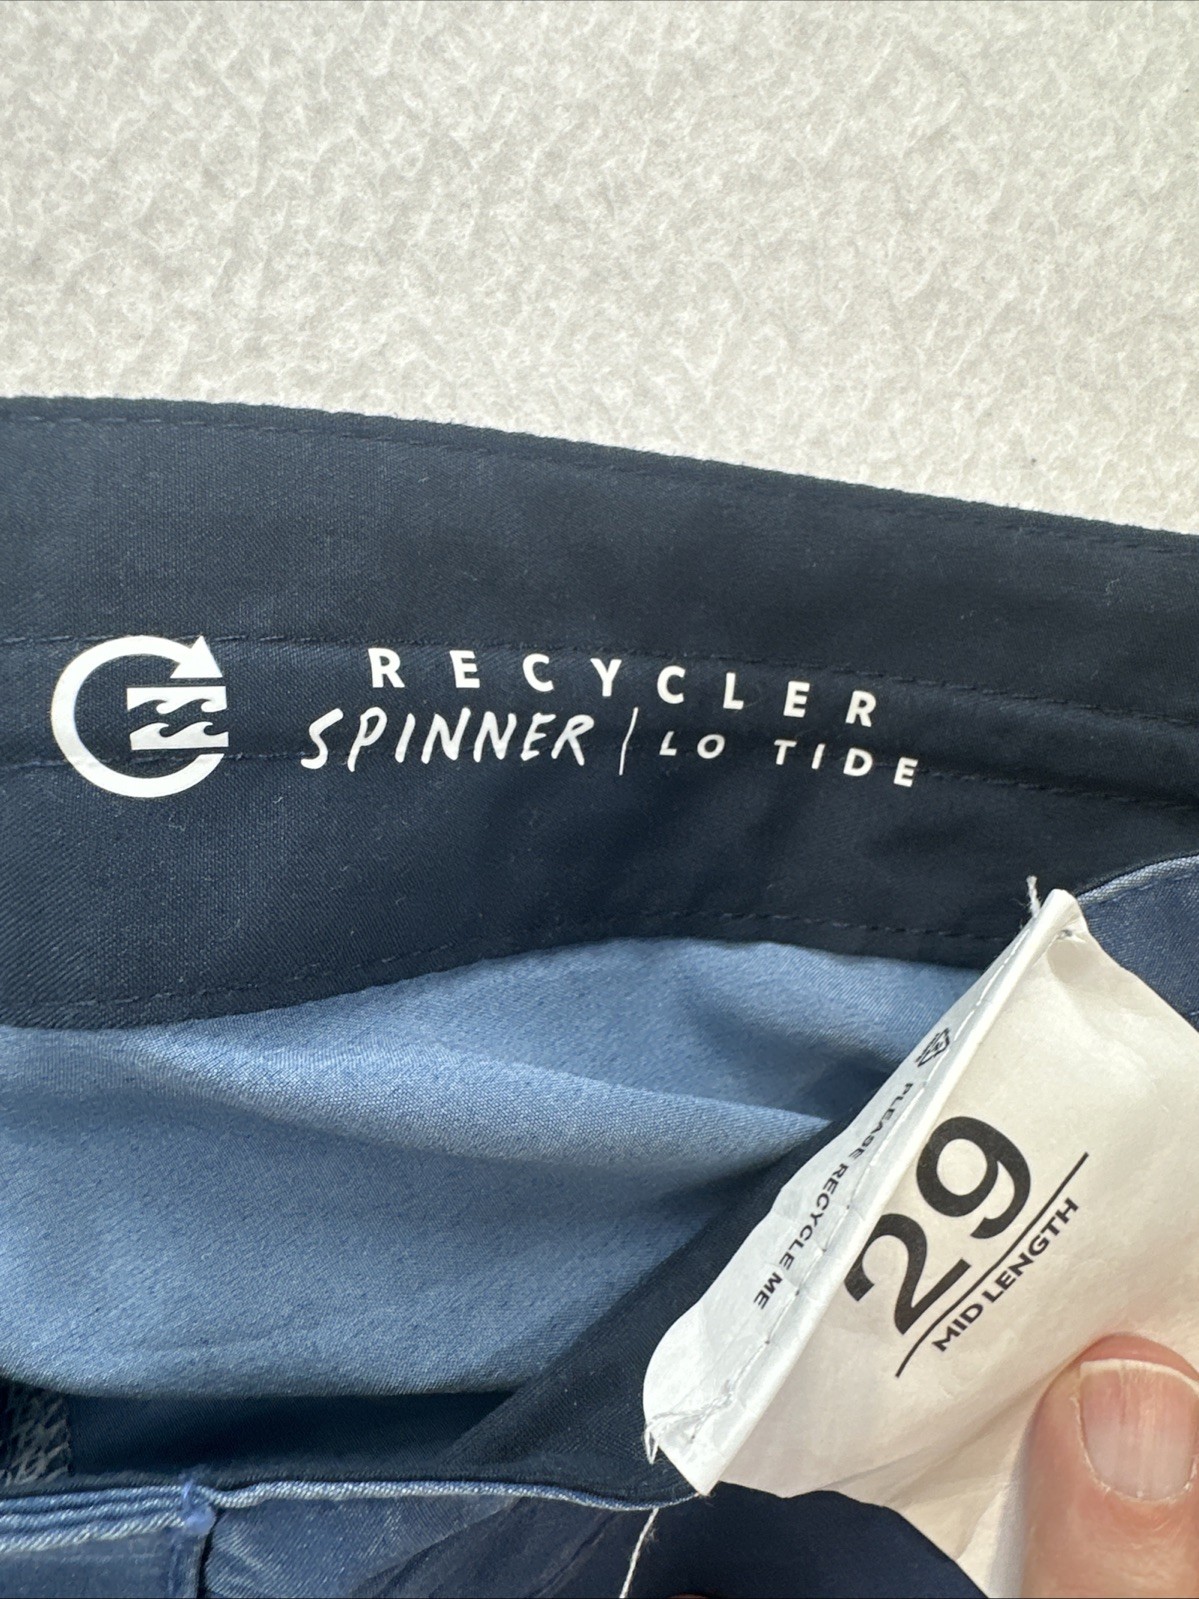 RECYCLER
SPINNER | LO TIDE
PLEASE RECYCLE ME
29
MID LENGTH